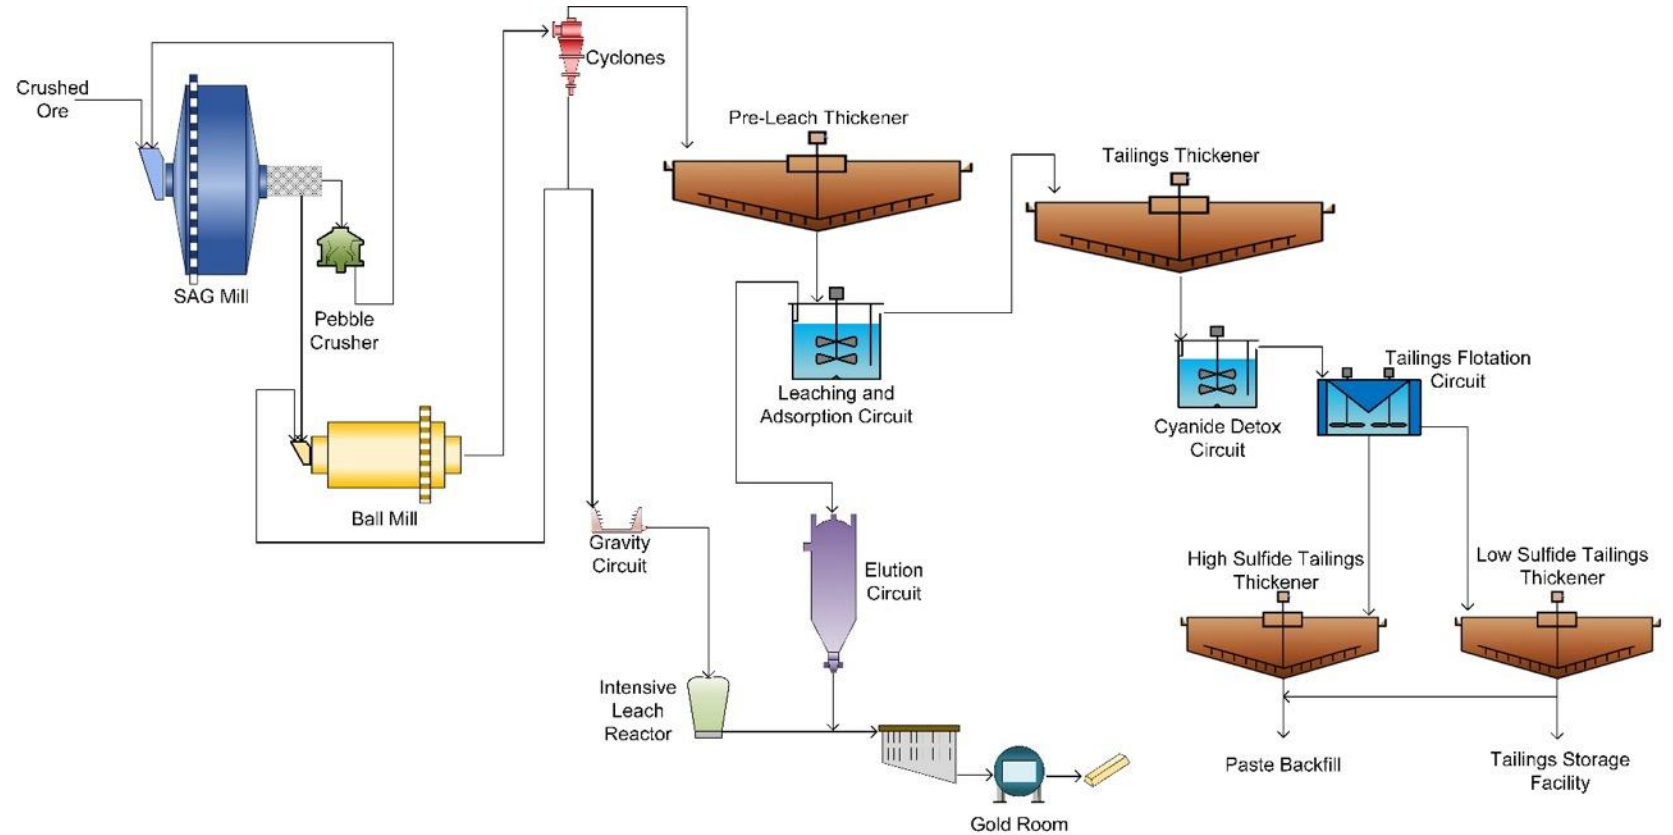 Crushed
Ore
SAG Mill
Pebble
Crusher
Ball Mill
Cyclones
Pre-Leach Thickener
Tailings Thickener
Leaching and
Adsorption Circuit
Cyanide Detox
Circuit
Tailings Flotation
Circuit
Gravity
Circuit
Elution
Circuit
Intensive
Leach
Reactor
Gold Room
High Sulfide Tailings
Thickener
Low Sulfide Tailings
Thickener
Paste Backfill
Tailings Storage
Facility